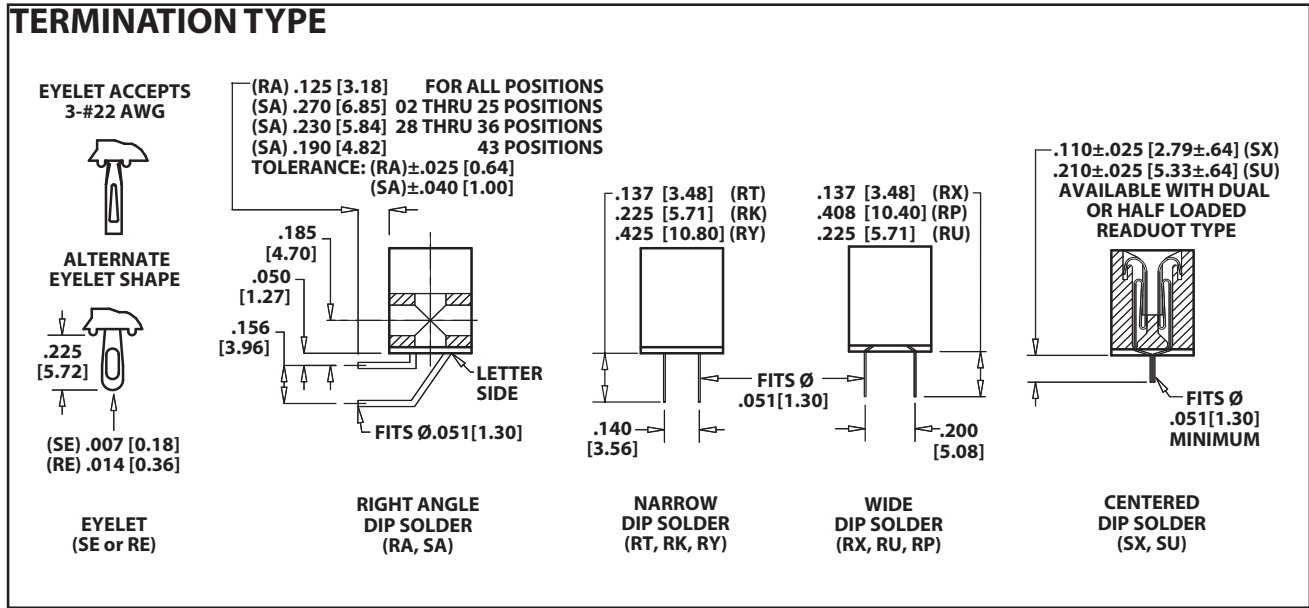 TERMINATION TYPE
EYELET ACCEPTS
3-#22 AWG
ALTERNATE
EYELET SHAPE
.225
[5.72]
(SE) .007 [0.18]
(RE) .014 [0.36]
EYELET
(SE or RE)
(RA) .125 [3.18] FOR ALL POSITIONS
(SA) .270 [6.85] 02 THRU 25 POSITIONS
(SA) .230 [5.84] 28 THRU 36 POSITIONS
(SA) .190 [4.82] 43 POSITIONS
TOLERANCE: (RA)±.025 [0.64]
(SA)±.040 [1.00]
.185
[4.70]
.050
[1.27]
.156
[3.96]
LETTER
SIDE
FITS Ø.051[1.30]
RIGHT ANGLE
DIP SOLDER
(RA, SA)
.137 [3.48] (RT)
.225 [5.71] (RK)
.425 [10.80] (RY)
.140
[3.56]
NARROW
DIP SOLDER
(RT, RK, RY)
FITS Ø
.051[1.30]
.137 [3.48] (RX)
.408 [10.40] (RP)
.225 [5.71] (RU)
.200
[5.08]
WIDE
DIP SOLDER
(RX, RU, RP)
.110±.025 [2.79±.64] (SX)
.210±.025 [5.33±.64] (SU)
AVAILABLE WITH DUAL
OR HALF LOADED
READUOT TYPE
FITS Ø
.051[1.30]
MINIMUM
CENTERED
DIP SOLDER
(SX, SU)